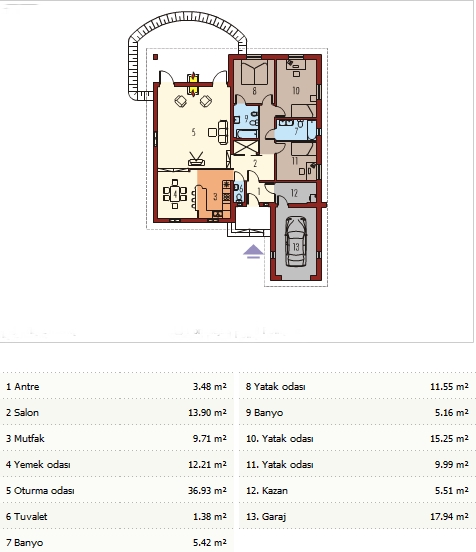 8
10
5
9
7
2
11
4
3
6
1
12
13
1 Antre 3.48 m²
2 Salon 13.90 m²
3 Mutfak 9.71 m²
4 Yemek odası 12.21 m²
5 Oturma odası 36.93 m²
6 Tuvalet 1.38 m²
7 Banyo 5.42 m²
8 Yatak odası 11.55 m²
9 Banyo 5.16 m²
10. Yatak odası 15.25 m²
11. Yatak odası 9.99 m²
12. Kazan 5.51 m²
13. Garaj 17.94 m²